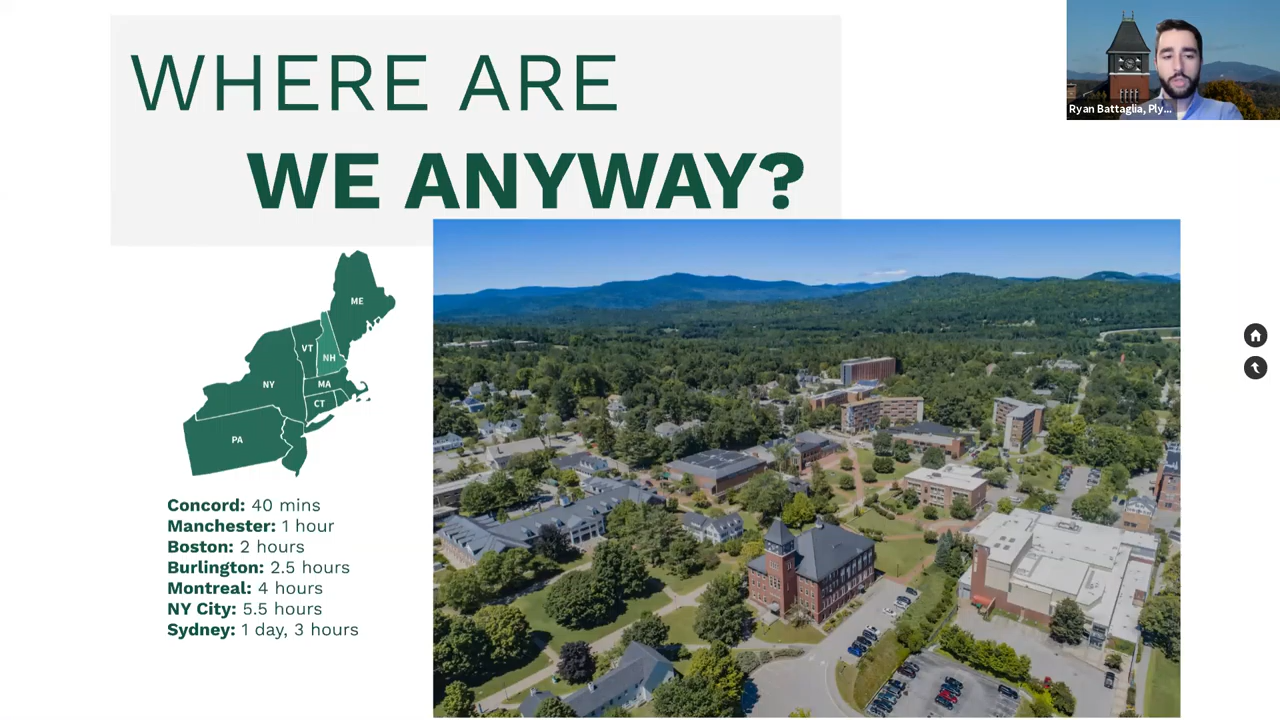 WHERE ARE
WE ANYWAY?
Ryan Battaglia, Ply...
ME
VT
NH
NY
MA
CT
PA
Concord: 40 mins
Manchester: 1 hour
Boston: 2 hours
Burlington: 2.5 hours
Montreal: 4 hours
NY City: 5.5 hours
Sydney: 1 day, 3 hours